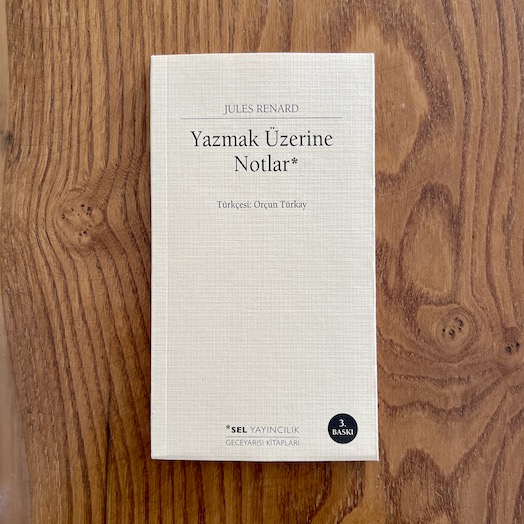 JULES RENARD
Yazmak Üzerine
Notlar*
Türkçesi: Orçun Türkay
3.
BASKI
*SEL YAYINCILIK
GECEYARISI KİTAPLARI